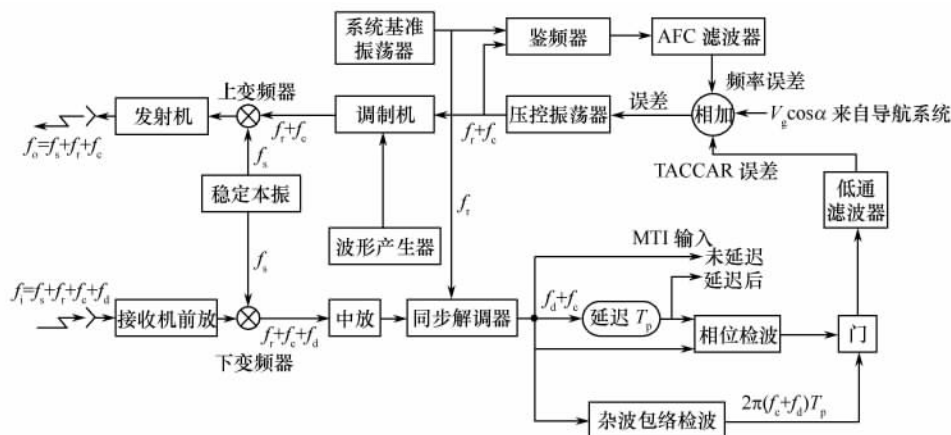 系统基准
振荡器
鉴频器
AFC 滤波器
频率误差
上变频器
发射机
调制机
压控振荡器
误差
相加
V_g cosα 来自导航系统
f_r+f_c
f_r+f_c
f_o=f_s+f_r+f_c
f_s
TACCAR 误差
稳定本振
f_r
低通
滤波器
波形产生器
MTI 输入
未延迟
延迟后
f_s
f_i=f_s+f_r+f_c+f_d
f_d+f_c
接收机前放
中放
同步解调器
延迟 T_p
相位检波
门
f_r+f_c+f_d
下变频器
杂波包络检波
2π(f_c+f_d)T_p